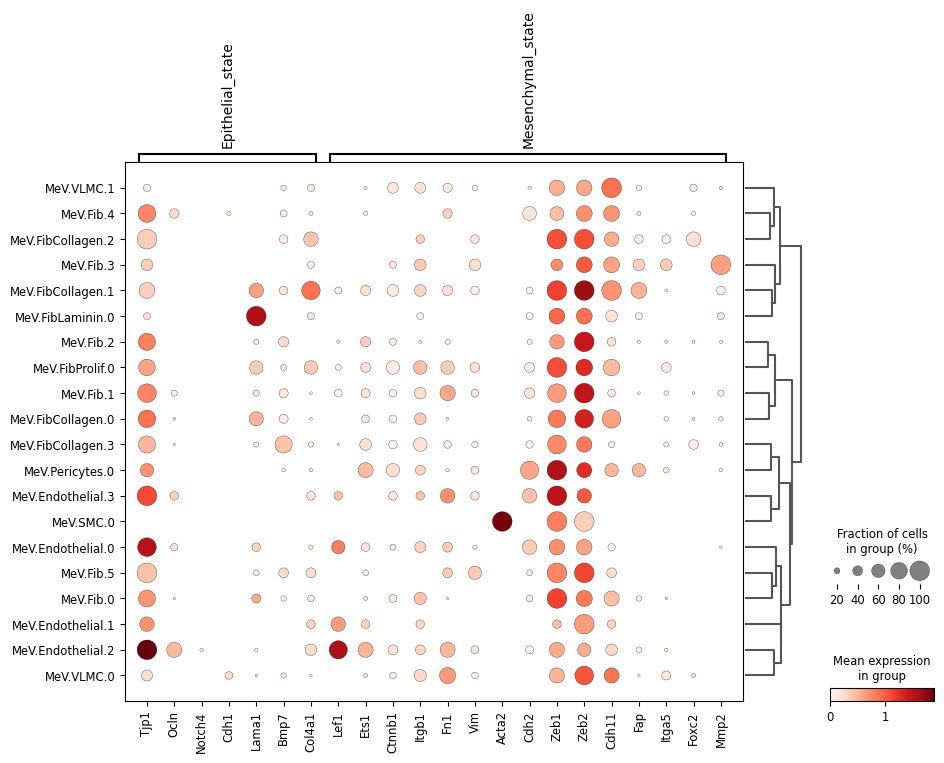 Epithelial_state
Mesenchymal_state
MeV.VLMC.1
MeV.Fib.4
MeV.FibCollagen.2
MeV.Fib.3
MeV.FibCollagen.1
MeV.FibLaminin.0
MeV.Fib.2
MeV.FibProlif.0
MeV.Fib.1
MeV.FibCollagen.0
MeV.FibCollagen.3
MeV.Pericytes.0
MeV.Endothelial.3
MeV.SMC.0
MeV.Endothelial.0
MeV.Fib.5
MeV.Fib.0
MeV.Endothelial.1
MeV.Endothelial.2
MeV.VLMC.0
Tjp1
Ocln
Notch4
Cdh1
Lama1
Bmp7
Col4a1
Lef1
Ets1
Ctnnb1
Itgb1
Fn1
Vim
Acta2
Cdh2
Zeb1
Zeb2
Cdh11
Fap
Itga5
Foxc2
Mmp2
Fraction of cells
in group (%)
20 40 60 80 100
Mean expression
in group
0 1